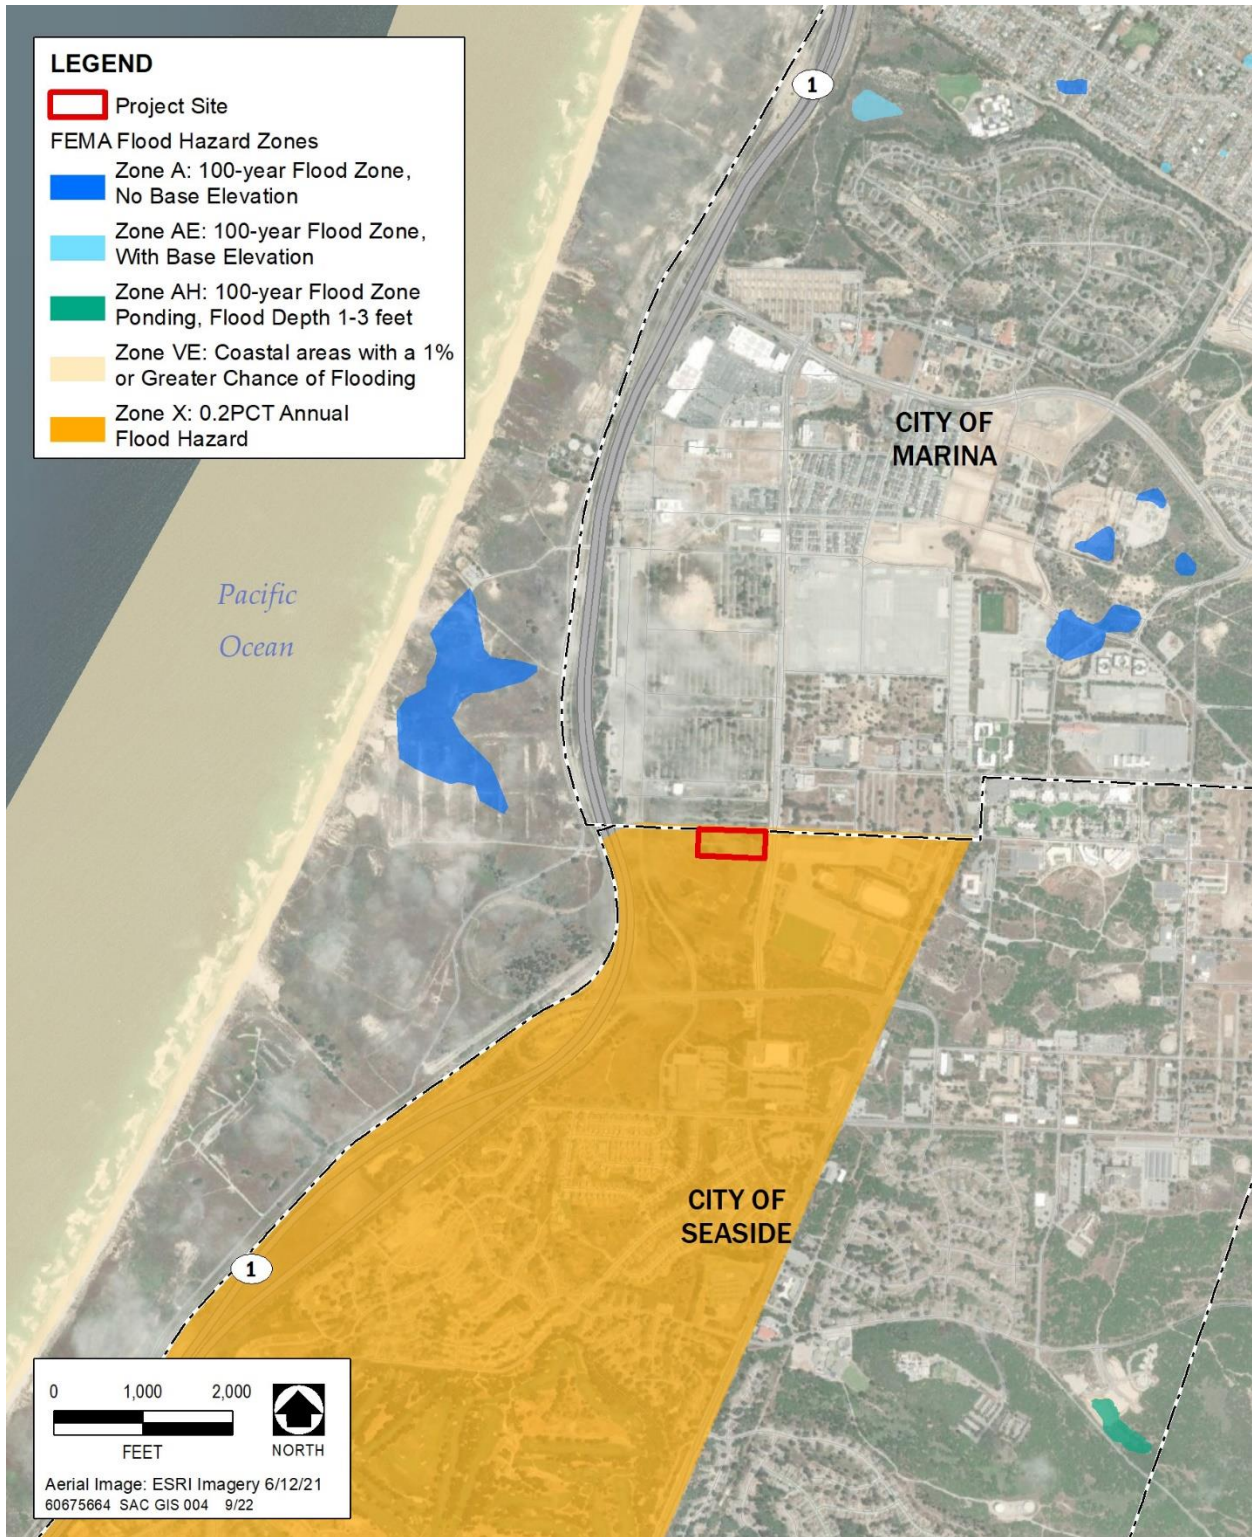 LEGEND
Project Site
FEMA Flood Hazard Zones
Zone A: 100-year Flood Zone,
No Base Elevation
Zone AE: 100-year Flood Zone,
With Base Elevation
Zone AH: 100-year Flood Zone
Ponding, Flood Depth 1-3 feet
Zone VE: Coastal areas with a 1%
or Greater Chance of Flooding
Zone X: 0.2PCT Annual
Flood Hazard
1
CITY OF
MARINA
Pacific
Ocean
CITY OF
SEASIDE
1
0 1,000 2,000
FEET
NORTH
Aerial Image: ESRI Imagery 6/12/21
60675664 SAC GIS 004 9/22